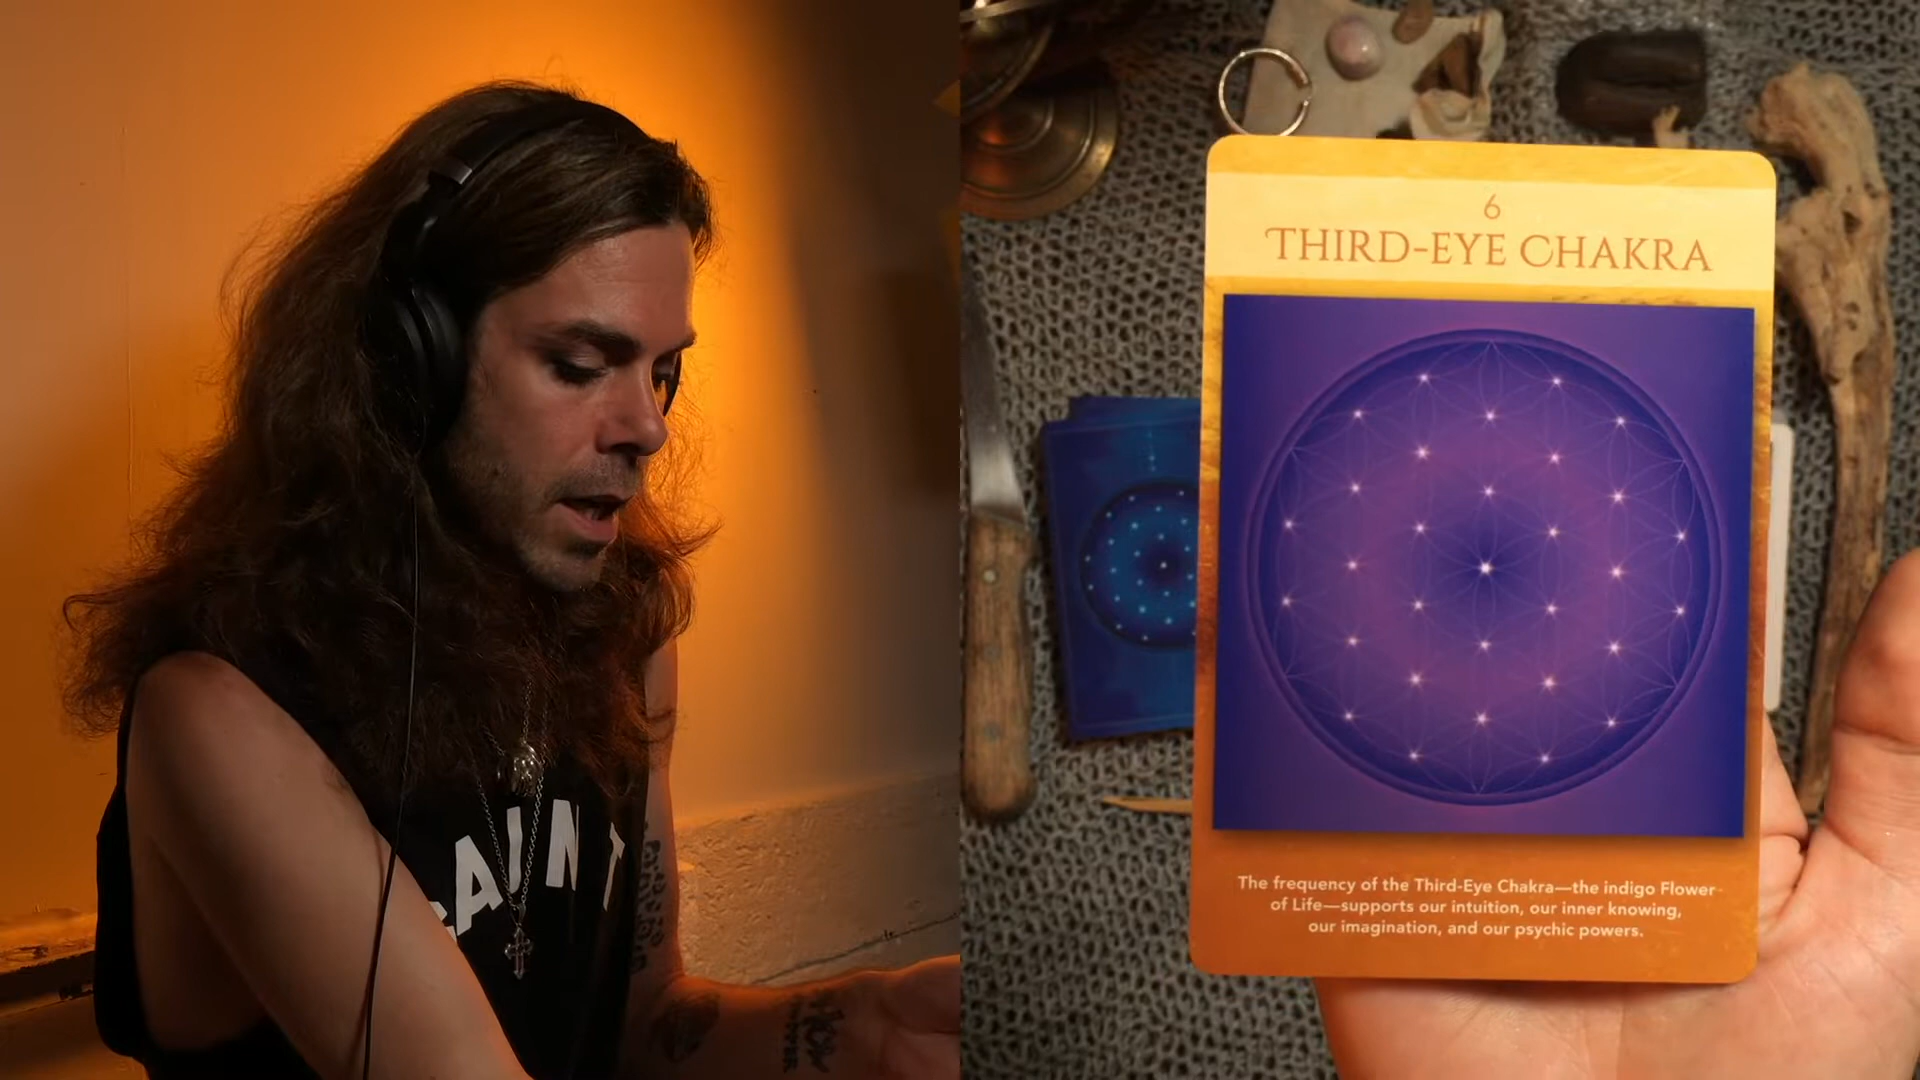 SAINT
6
THIRD-EYE CHAKRA
The frequency of the Third-Eye Chakra—the indigo Flower
of Life—supports our intuition, our inner knowing,
our imagination, and our psychic powers.